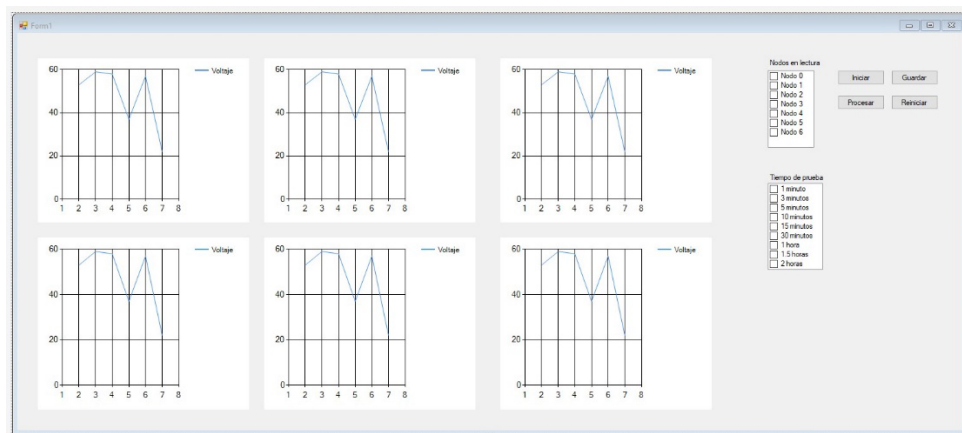 Form1
60
40
20
0
1 2 3 4 5 6 7 8
Voltaje
60
40
20
0
1 2 3 4 5 6 7 8
Voltaje
60
40
20
0
1 2 3 4 5 6 7 8
Voltaje
Nodos en lectura
Nodo 0
Nodo 1
Nodo 2
Nodo 3
Nodo 4
Nodo 5
Nodo 6
Iniciar Guardar
Procesar Reiniciar
Tiempo de prueba
1 minuto
3 minutos
5 minutos
10 minutos
15 minutos
30 minutos
1 hora
1.5 horas
2 horas
60
40
20
0
1 2 3 4 5 6 7 8
Voltaje
60
40
20
0
1 2 3 4 5 6 7 8
Voltaje
60
40
20
0
1 2 3 4 5 6 7 8
Voltaje